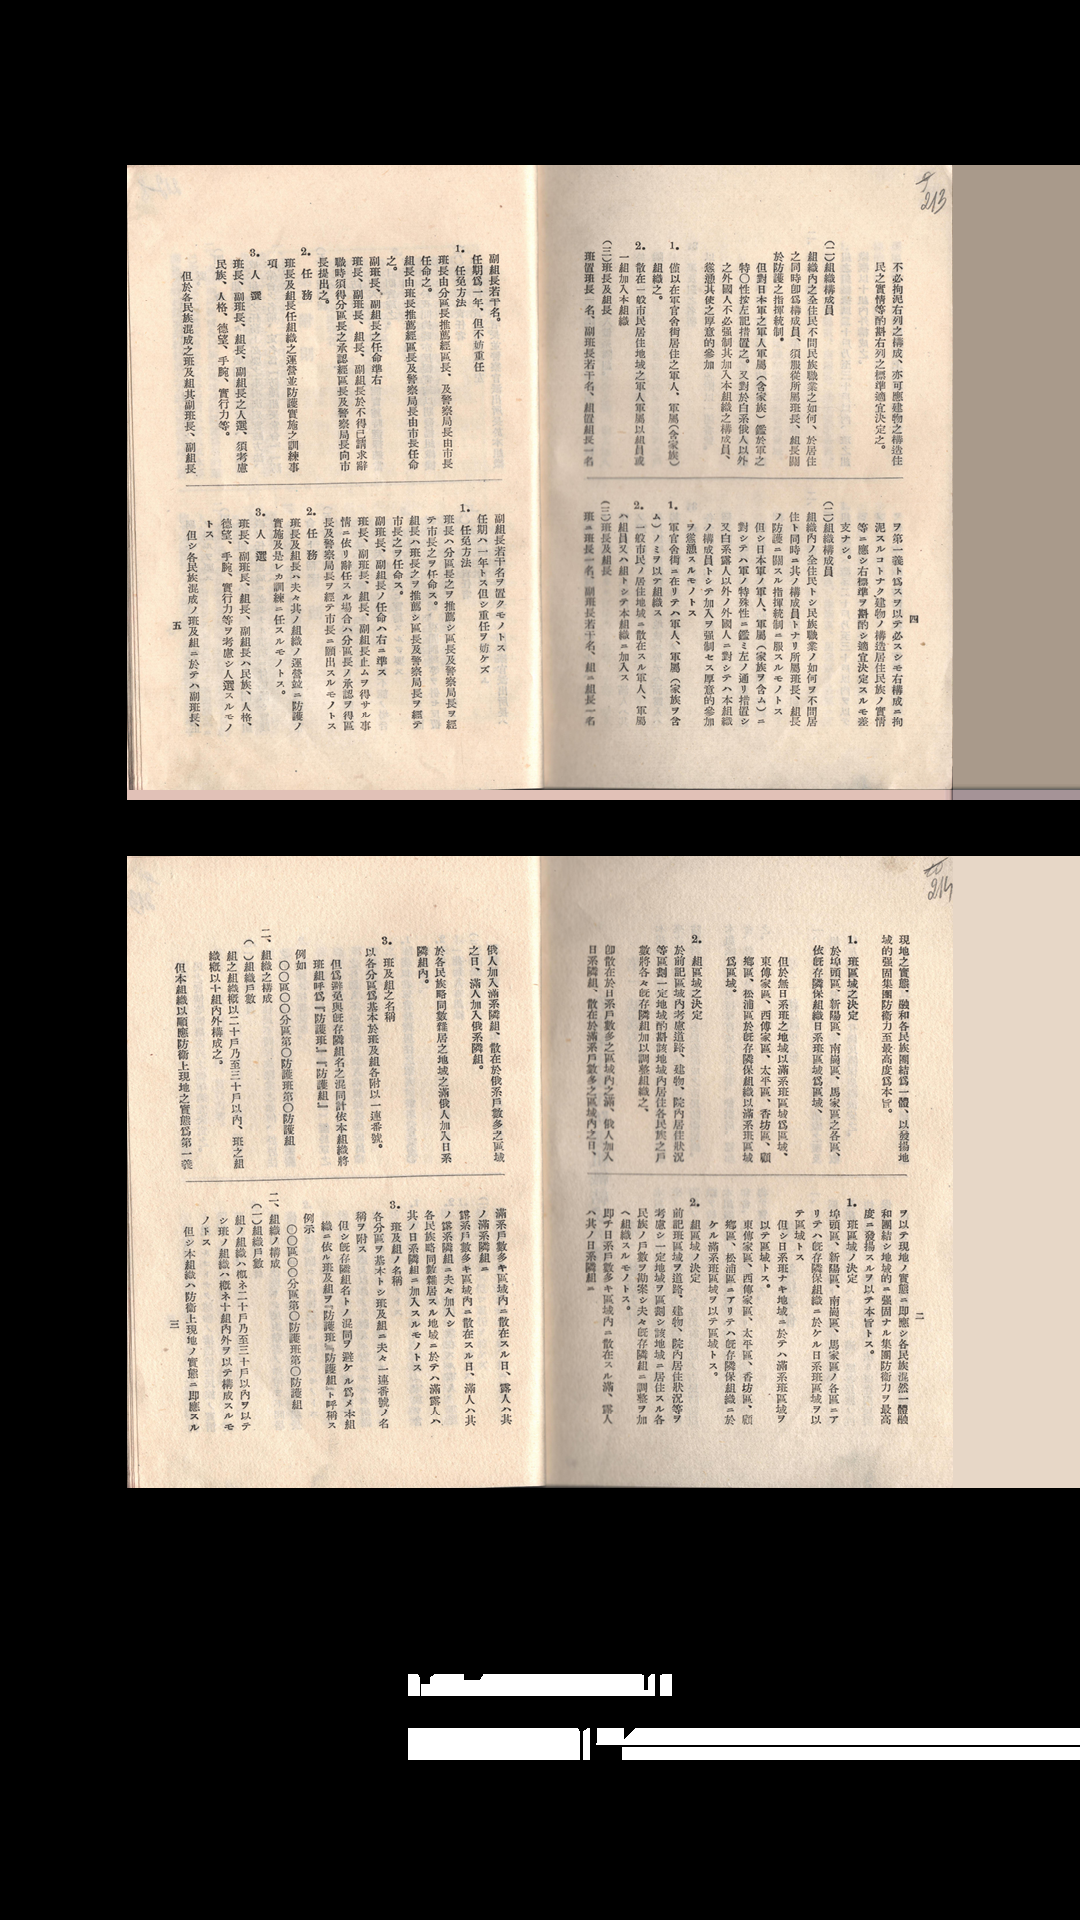 213
不必拘泥右列之構成、亦可應建物之構造住
民之實情等酌斟右列之標準適宜決定之。
(二)組織構成員
組織內之全住民不問民族職業之如何、於居住
之同時卽爲構成員、須服從所屬班長、組長關
於防護之指揮統制。
但對日本軍之軍人軍屬(含家族)鑑於軍之
特〇性按左記措置之。又對於白系俄人以外
之外國人不必强制其加入本組織之構成員、
慫慂其使之厚意的參加
1. 僅以在軍官舍街居住之軍人、軍屬(含家族)
組織之。
2. 散在一般市民居住地域之軍人軍屬以組員或
一組加入本組織
(三)班長及組長
班置班長一名、副班長若干名、組置組長一名
ヲ第一義ト爲スヲ以テ必スシモ右構成ニ拘
泥スルコトナク建物ノ構造居住民族ノ實情
等ニ應シ右標準ヲ斟酌シ適宜決定スルモ差
支ナシ。
(二)組織構成員
組織內ノ全住民トシ民族職業ノ如何ヲ不問居
住ト同時ニ其ノ構成員トナリ所屬班長、組長
ノ防護ニ關スル指揮統制ニ服スルモノトス
但シ日本軍ノ軍人、軍屬(家族ヲ含ム)ニ
對シテハ軍ノ特殊性ニ鑑ミ左ノ通リ措置シ
又白系露人以外ノ外國人ニ對シテハ本組織
ノ構成員トシテ加入ヲ强制セス厚意的參加
ヲ慫慂スルモノトス
1. 軍官舍街ニ在リテハ軍人、軍屬(家族ヲ含
ム)ノミヲ以テ組織ス
2. 一般市民ノ居住地域ニ散在スル軍人、軍屬
ハ組員又ハ組トシテ本組織ニ加入ス
(三)班長及組長
班ニ班長一名、副班長若干名、組ニ組長一名
四
副組長若干名。
任期爲一年、但不妨重任
1. 任免方法
班長由分區長推薦經區長、及警察局長由市長
任命之。
組長由班長推薦經區長及警察局長由市長任命
之。
副班長、副組長之任命準右
班長、副班長、組長、副組長於不得已請求辭
職時須得分區長之承認經區長及警察局長向市
長提出之。
2. 任務
班長及組長任組織之運營並防護實施之訓練事
項
3. 人選
班長、副班長、組長、副組長之人選、須考慮
民族、人格、德望、手腕、實行力等。
但於各民族混成之班及組其副班長、副組長
副組長若干名ヲ置クモノトス
任期ハ一年トス但シ重任ヲ妨ケズ
1. 任免方法
班長ハ分區長之ヲ推薦シ區長及警察局長ヲ經
テ市長之ヲ任命ス。
組長ハ班長之ヲ推薦シ區長及警察局長ヲ經テ
市長之ヲ任命ス。
副班長、副組長ノ任命ハ右ニ準ス
班長、副班長、組長、副組長止ムヲ得サル事
情ニ依リ辭任スル場合ハ分區長ノ承認ヲ得區
長及警察局長ヲ經テ市長ニ願出スルモノトス
2. 任務
班長及組長ハ夫々其ノ組織ノ運營並ニ防護ノ
實施及是レカ訓練ニ任スルモノトス。
3. 人選
班長、副班長、組長、副組長ハ民族、人格、
德望、手腕、實行力等ヲ考慮シ人選スルモノ
トス
但シ各民族混成ノ班及組ニ於テハ副班長、
五
214
現地之實態、融和各民族團結爲一體、以發揚地
域的强固集團防衞力至最高度爲本旨。
1. 班區域之決定
於埠頭區、新陽區、南崗區、馬家區之各區、
依旣存隣保組織日系班區域爲區域、
但於無日系班之地域以滿系班區域爲區域、
東傅家區、西傅家區、太平區、香坊區、顧
鄕區、松浦區於旣存隣保組織以滿系班區域
爲區域。
2. 組區域之決定
於前記區域內考慮道路、建物、院內居住狀況
等區劃一定地域酌斟該地域內居住各民族之戶
數將各々旣存隣組加以調整組織之、
卽散在於日系戶數多之區域內之滿、俄人加入
日系隣組、散在於滿系戶數多之區域內之日、
ヲ以テ現地ノ實態ニ卽應シ各民族渾然一體融
和團結シ地域的ニ强固ナル集團防衞力ヲ最高
度ニ發揚スルヲ以テ本旨トス。
1. 班區域ノ決定
埠頭區、新陽區、南崗區、馬家區ノ各區ニア
リテハ旣存隣保組織ニ於ケル日系班區域ヲ以
テ區域トス
但シ日系班ナキ地域ニ於テハ滿系班區域ヲ
以テ區域トス。
東傅家區、西傅家區、太平區、香坊區、顧
鄕區、松浦區ニアリテハ旣存隣保組織ニ於
ケル滿系班區域ヲ以テ區域トス。
2. 組區域ノ決定
前記班區域ヲ道路、建物、院內居住狀況等ヲ
考慮シ一定地域ヲ區劃シ該地域ニ居住スル各
民族ノ戶數ヲ勘案シ夫々旣存隣組ニ調整ヲ加
ヘ組織スルモノトス。
卽チ日系戶數多キ區域內ニ散在スル滿、露人
ハ其ノ日系隣組ニ
二
俄人加入滿系隣組、散在於俄系戶數多之區域
之日、滿人加入俄系隣組。
於各民族略同數雜居之地域之滿俄人加入日系
隣組內。
3. 班及組之名稱
以各分區爲基本於班及組各附以一連番號。
但爲避免與旣存隣組名之混同計依本組織將
班組呼爲『防護班』『防護組』
例如
〇〇區〇〇分區第〇防護班第〇防護組
二、組織之構成
(一)組織戶數
組之組織槪以二十戶乃至三十戶以內、班之組
織槪以十組內外構成之。
但本組織以順應防衞上現地之實態爲第一義
滿系戶數多キ區域內ニ散在スル日、露人ハ其
ノ滿系隣組ニ
露系戶數多キ區域內ニ散在スル日、滿人ハ其
ノ露系隣組ニ夫々加入シ
各民族略同數雜居スル地域ニ於テハ滿露人ハ
其ノ日系隣組ニ加入スルモノトス
3. 班及組ノ名稱
各分區ヲ基本トシ班及組ニ夫々一連番號ノ名
稱ヲ附ス
但シ旣存隣組名トノ混同ヲ避ケル爲メ本組
織ニ依ル班及組ヲ『防護班』『防護組』ト呼稱ス
例示
〇〇區〇〇〇分區第〇防護班第〇防護組
二、組織ノ構成
(一)組織戶數
組ノ組織ハ槪ネ二十戶乃至三十戶以內ヲ以テ
シ班ノ組織ハ槪ネ十組內外ヲ以テ構成スルモ
ノトス
但シ本組織ハ防衞上現地ノ實態ニ卽應スル
三